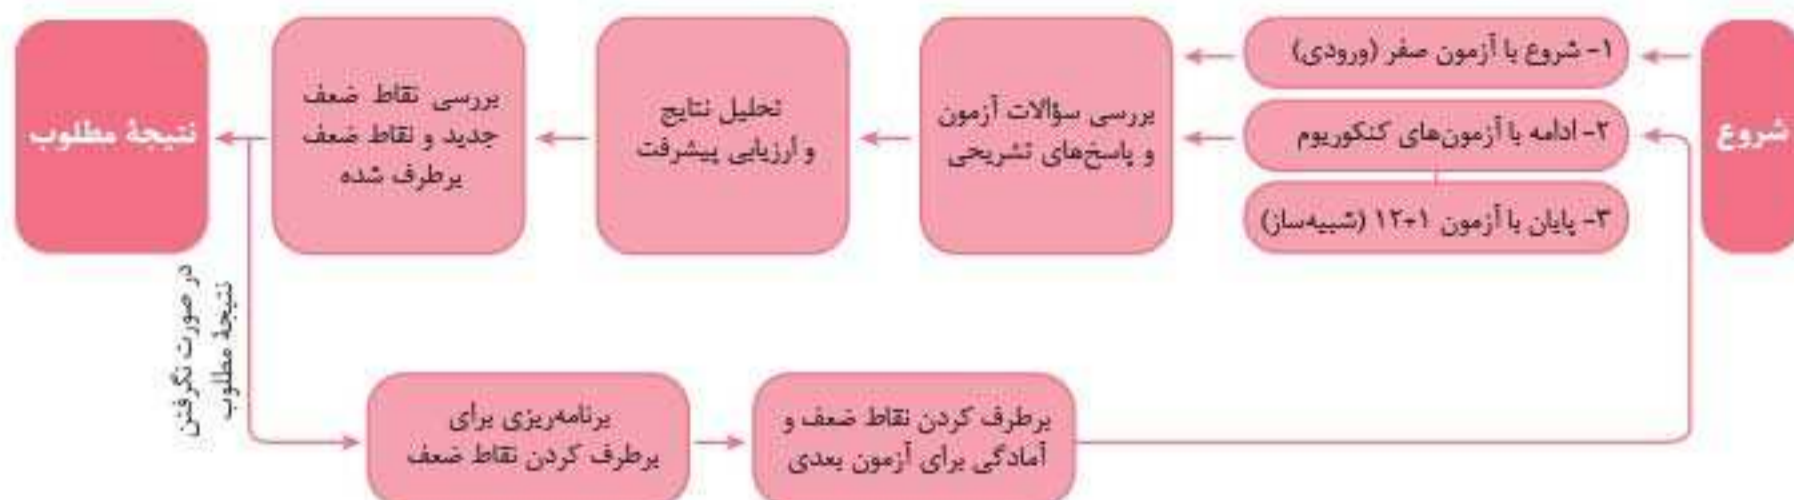 شروع
۱- شروع با آزمون صفر (ورودی)
۲- ادامه با آزمون‌های کنکوریوم
۳- پایان با آزمون ۱+۱۲ (شبیه‌ساز)
بررسی سؤالات آزمون
و پاسخ‌های تشریحی
تحلیل نتایج
و ارزیابی پیشرفت
بررسی نقاط ضعف
جدید و نقاط ضعف
برطرف شده
نتیجهٔ مطلوب
در صورت نگرفتن
نتیجهٔ مطلوب
برنامه‌ریزی برای
برطرف کردن نقاط ضعف
برطرف کردن نقاط ضعف و
آمادگی برای آزمون بعدی